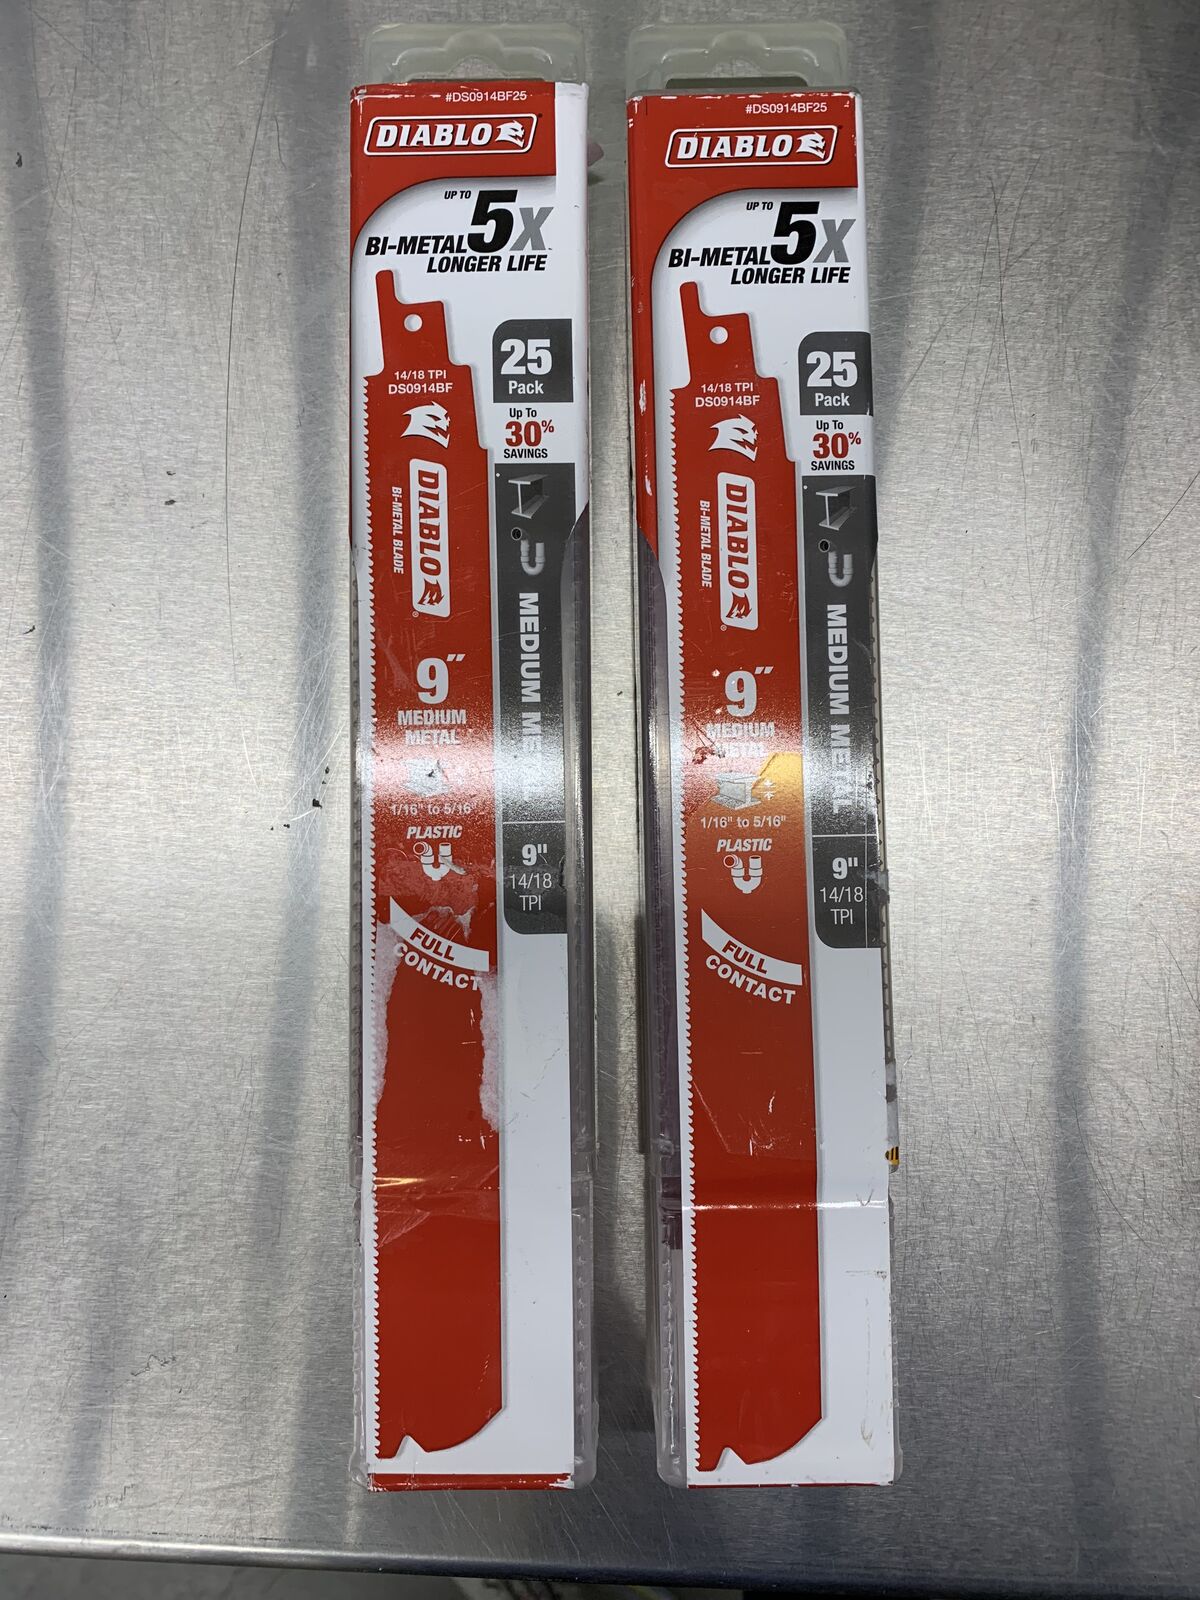 #DS0914BF25
DIABLO
UP TO
5X
BI-METAL
LONGER LIFE
25
Pack
Up To
30%
SAVINGS
14/18 TPI
DS0914BF
DIABLO
BI-METAL BLADE
9"
MEDIUM
METAL
1/16" to 5/16"
PLASTIC
FULL
CONTACT
MEDIUM METAL
9"
14/18
TPI
#DS0914BF25
DIABLO
UP TO
5X
BI-METAL
LONGER LIFE
25
Pack
Up To
30%
SAVINGS
14/18 TPI
DS0914BF
DIABLO
BI-METAL BLADE
9"
MEDIUM
METAL
1/16" to 5/16"
PLASTIC
FULL
CONTACT
MEDIUM METAL
9"
14/18
TPI